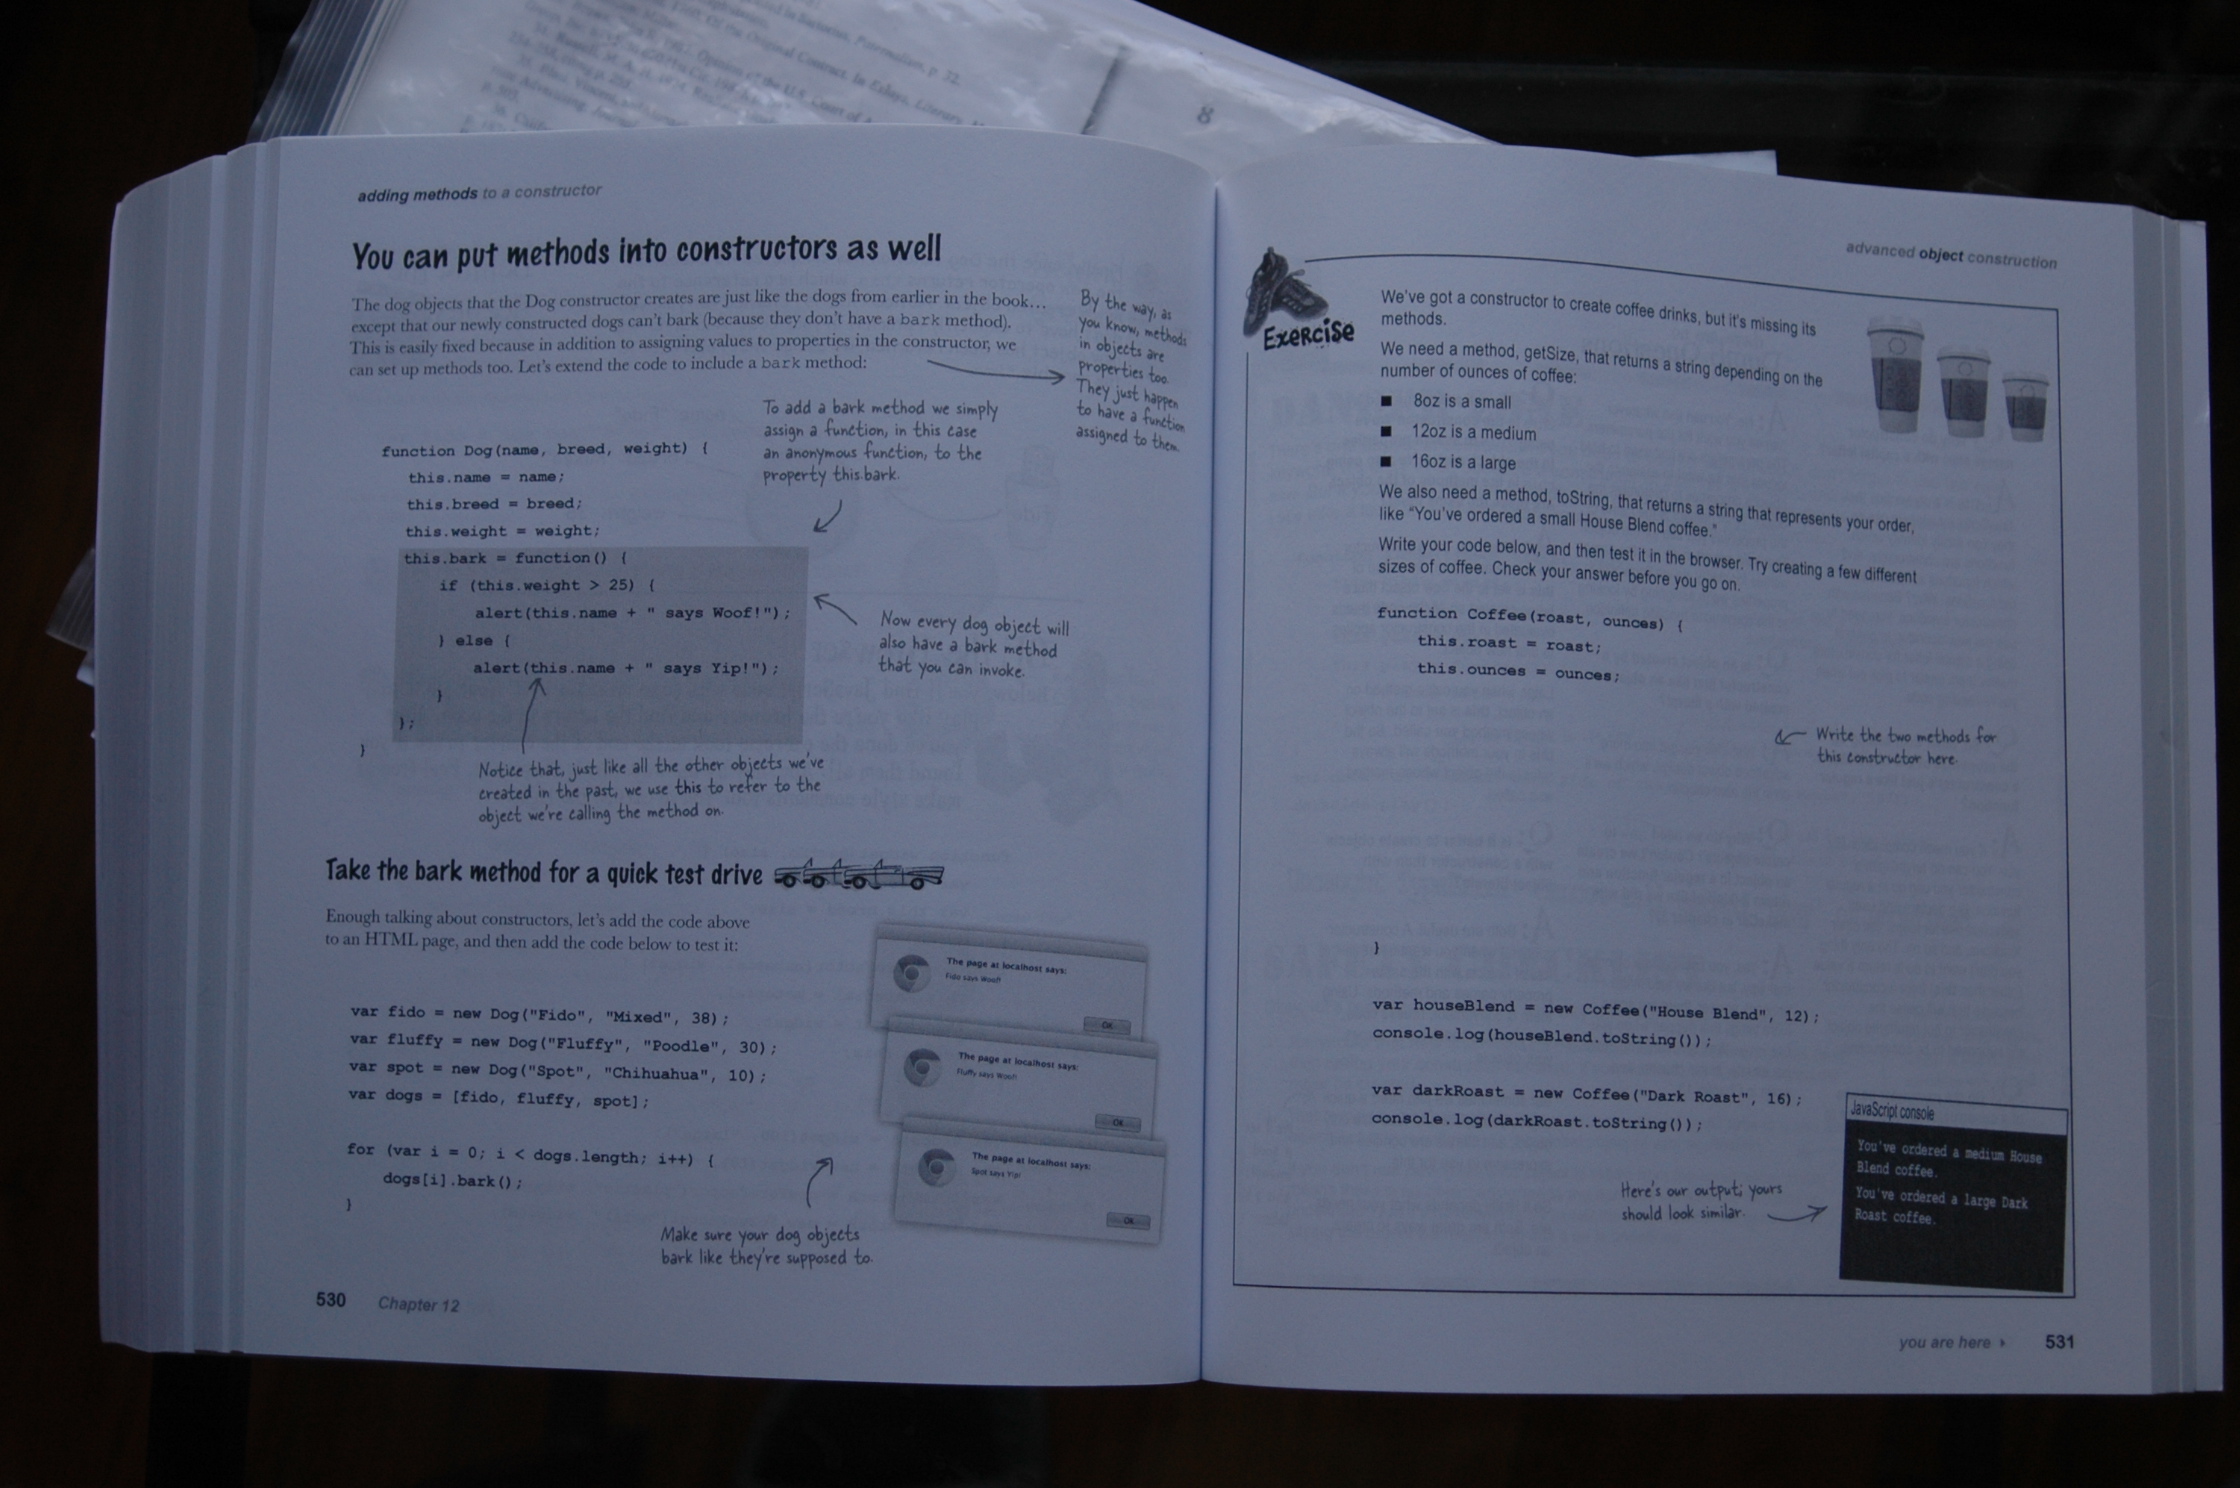 Paternalism, p. 22.
Of the Original Contract. In Essays, Literary,
8
adding methods to a constructor
You can put methods into constructors as well
The dog objects that the Dog constructor creates are just like the dogs from earlier in the book…
except that our newly constructed dogs can't bark (because they don't have a bark method).
This is easily fixed because in addition to assigning values to properties in the constructor, we
can set up methods too. Let's extend the code to include a bark method:
By the way, as
you know, methods
in objects are
properties too.
They just happen
to have a function
assigned to them.
To add a bark method we simply
assign a function, in this case
an anonymous function, to the
property this.bark.
function Dog(name, breed, weight) {
this.name = name;
this.breed = breed;
this.weight = weight;
this.bark = function() {
if (this.weight > 25) {
alert(this.name + " says Woof!");
} else {
alert(this.name + " says Yip!");
}
};
}
Now every dog object will
also have a bark method
that you can invoke.
Notice that, just like all the other objects we've
created in the past, we use this to refer to the
object we're calling the method on.
Take the bark method for a quick test drive
Enough talking about constructors, let's add the code above
to an HTML page, and then add the code below to test it:
var fido = new Dog("Fido", "Mixed", 38);
var fluffy = new Dog("Fluffy", "Poodle", 30);
var spot = new Dog("Spot", "Chihuahua", 10);
var dogs = [fido, fluffy, spot];
for (var i = 0; i < dogs.length; i++) {
dogs[i].bark();
}
The page at localhost says:
Fido says Woof!
OK
The page at localhost says:
Fluffy says Woof!
OK
The page at localhost says:
Spot says Yip!
OK
Make sure your dog objects
bark like they're supposed to.
530 Chapter 12
advanced object construction
Exercise
We've got a constructor to create coffee drinks, but it's missing its
methods.
We need a method, getSize, that returns a string depending on the
number of ounces of coffee:
■ 8oz is a small
■ 12oz is a medium
■ 16oz is a large
We also need a method, toString, that returns a string that represents your order,
like "You've ordered a small House Blend coffee."
Write your code below, and then test it in the browser. Try creating a few different
sizes of coffee. Check your answer before you go on.
function Coffee(roast, ounces) {
this.roast = roast;
this.ounces = ounces;
Write the two methods for
this constructor here.
}
var houseBlend = new Coffee("House Blend", 12);
console.log(houseBlend.toString());
var darkRoast = new Coffee("Dark Roast", 16);
console.log(darkRoast.toString());
JavaScript console
You've ordered a medium House
Blend coffee.
You've ordered a large Dark
Roast coffee.
Here's our output; yours
should look similar.
you are here ▸ 531